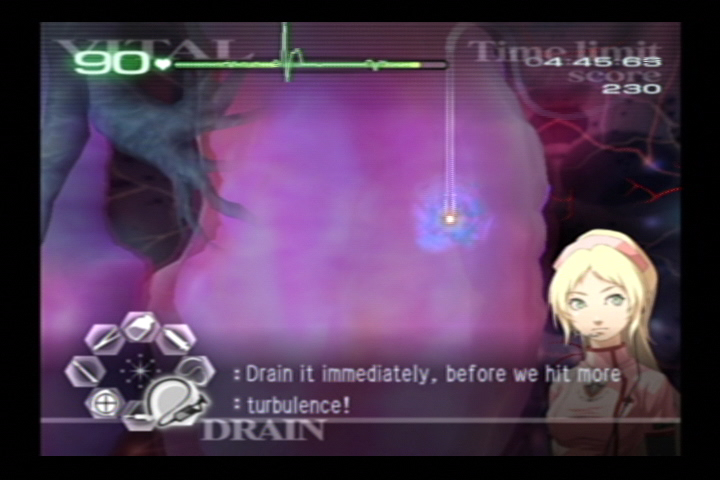 VITAL
90
Time limit
04:45:65
score
230
: Drain it immediately, before we hit more
: turbulence!
DRAIN